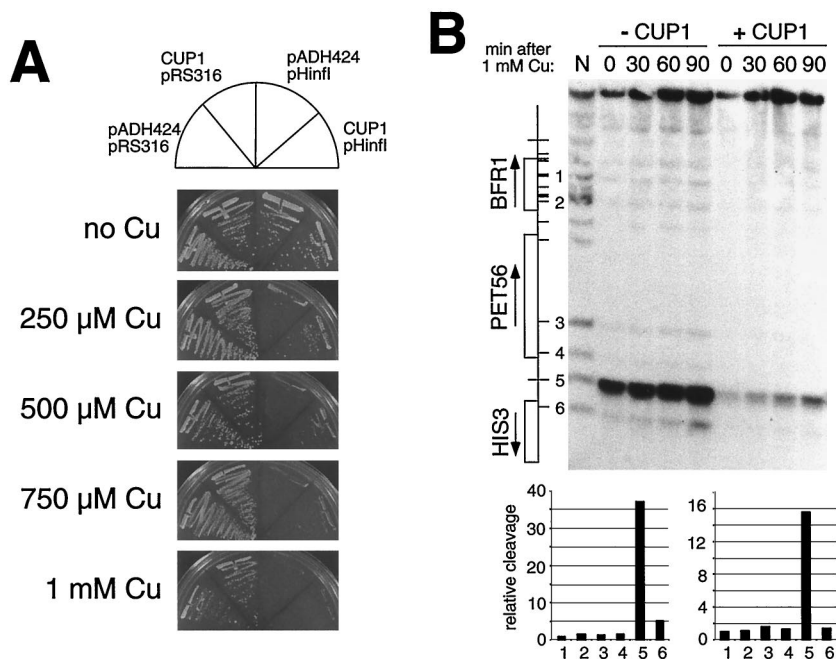 A
CUP1
pRS316
pADH424
pHinfI
pADH424
pRS316
CUP1
pHinfI
no Cu
250 µM Cu
500 µM Cu
750 µM Cu
1 mM Cu
B
- CUP1
+ CUP1
min after
1 mM Cu:
N 0 30 60 90 0 30 60 90
BFR1
PET56
HIS3
1
2
3
4
5
6
relative cleavage
40
30
20
10
0
1 2 3 4 5 6
16
12
8
4
0
1 2 3 4 5 6